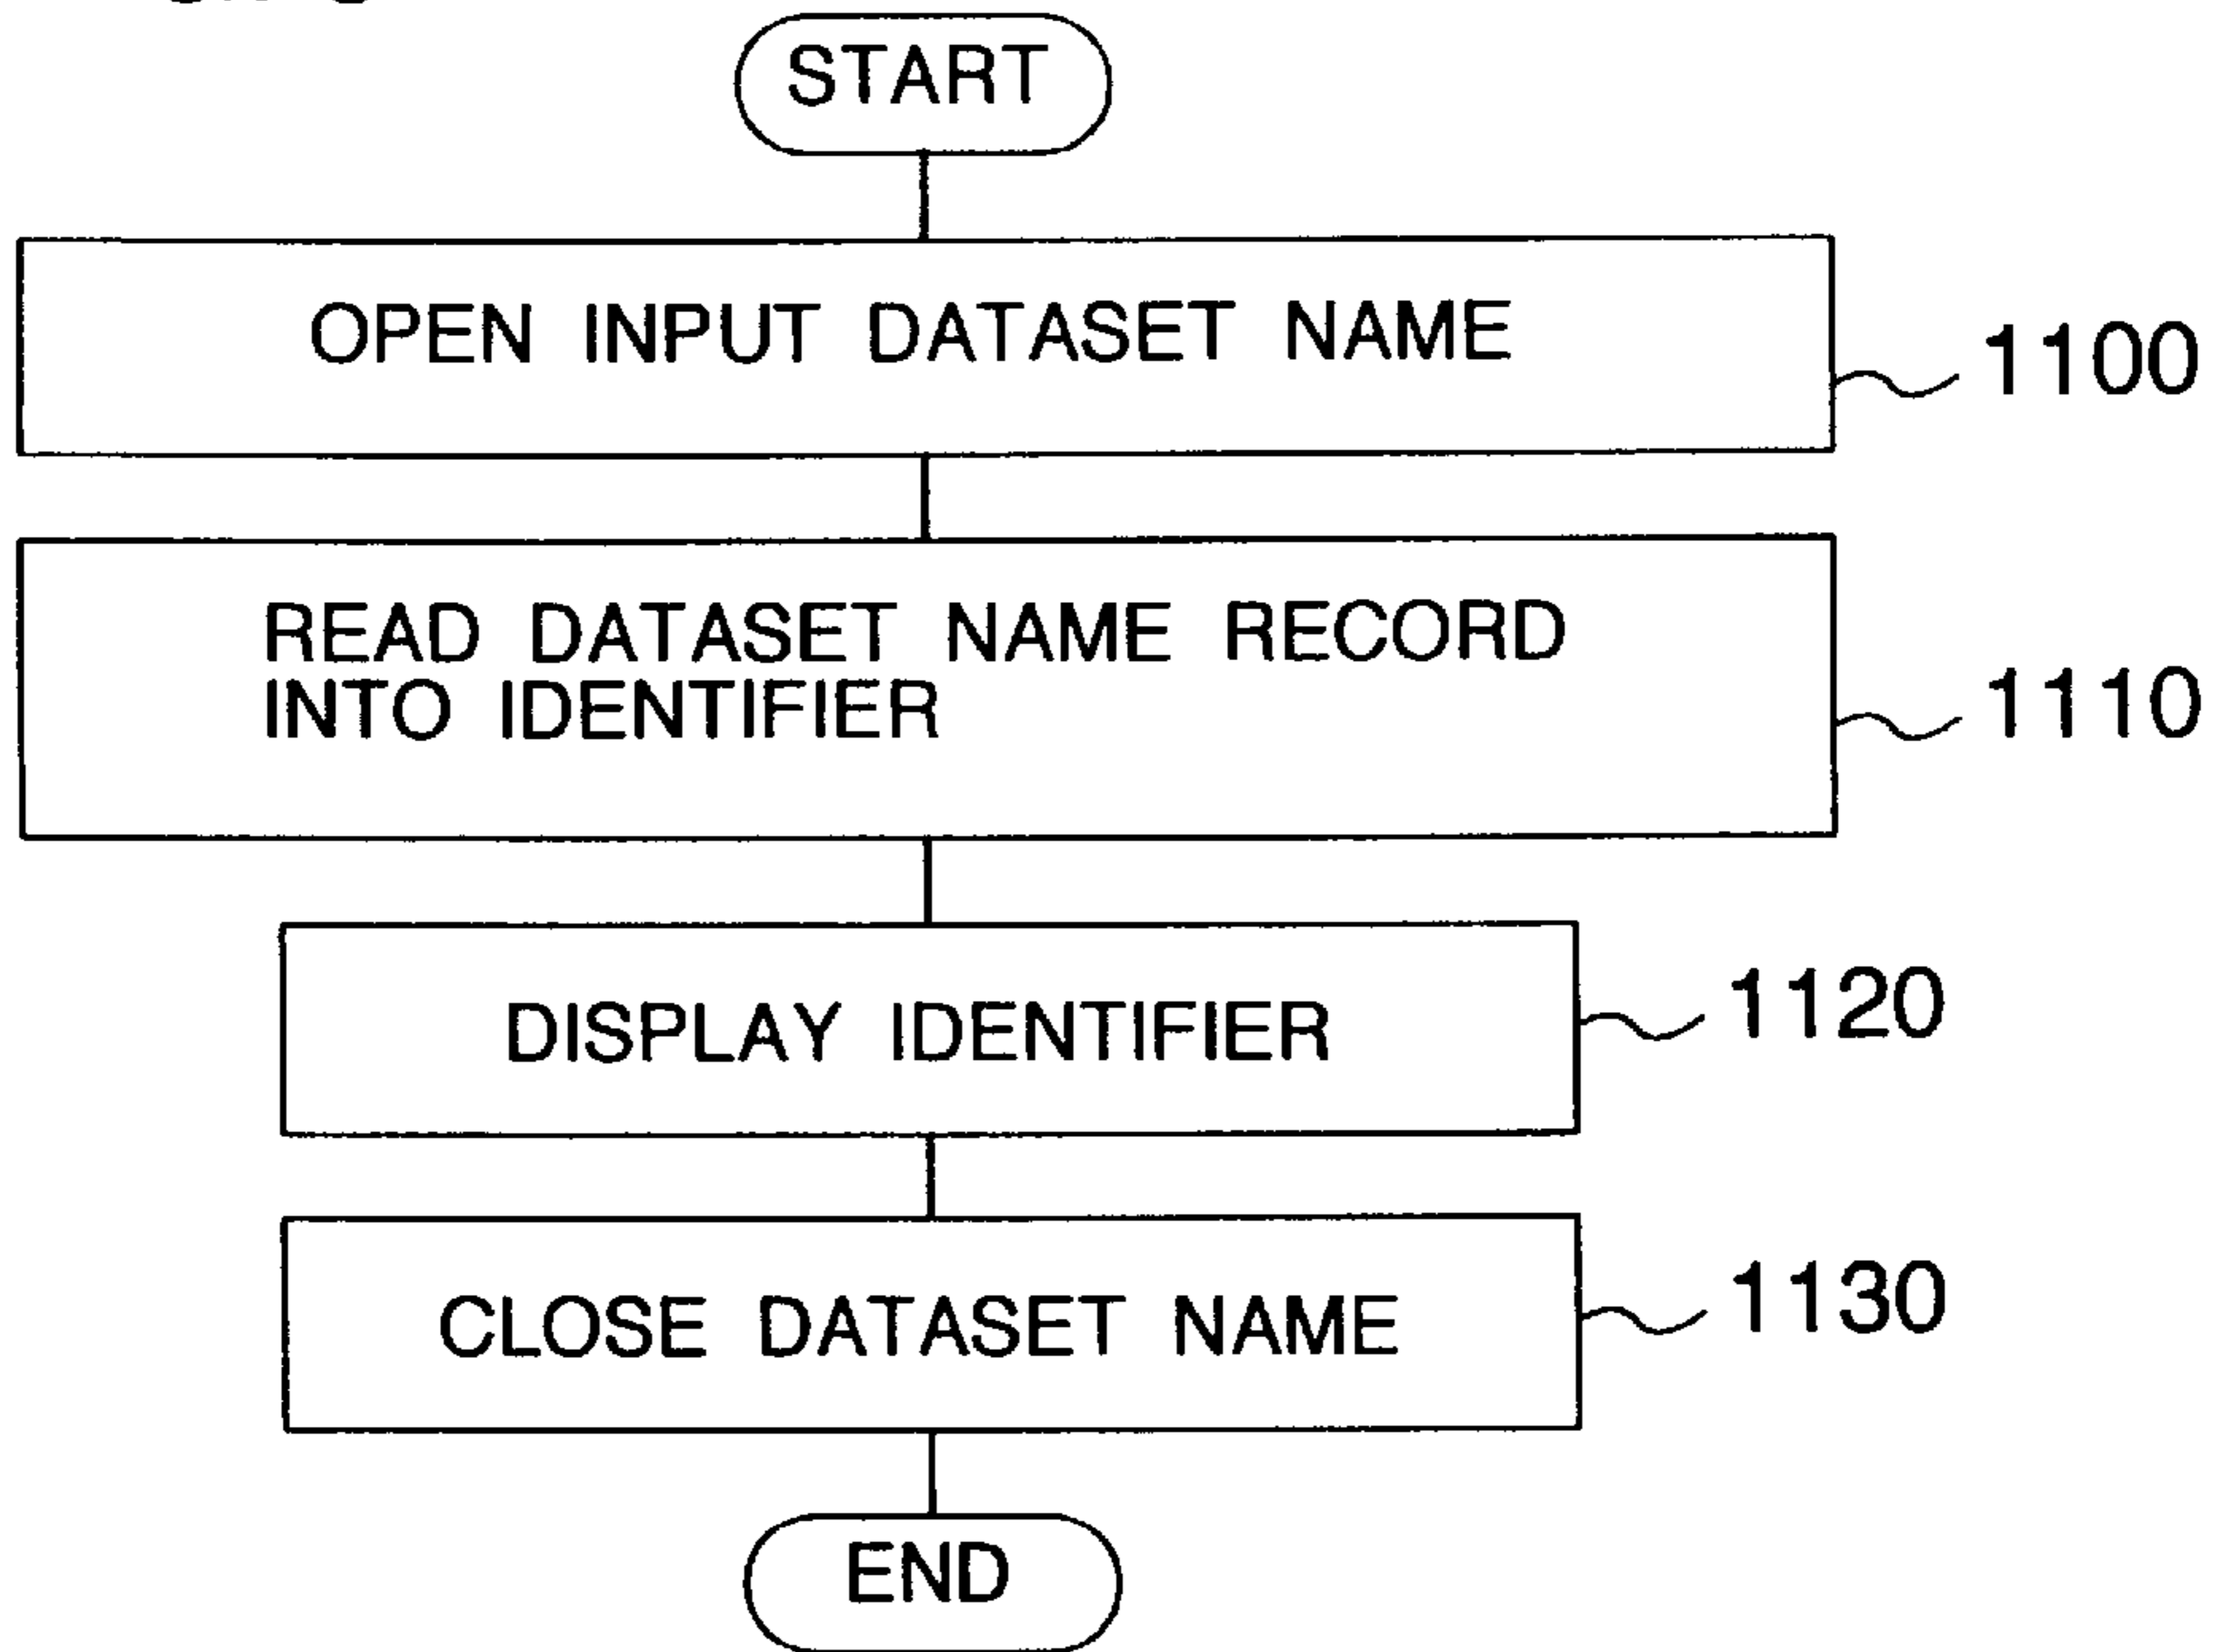 START
OPEN INPUT DATASET NAME
1100
READ DATASET NAME RECORD
INTO IDENTIFIER
1110
DISPLAY IDENTIFIER
1120
CLOSE DATASET NAME
1130
END